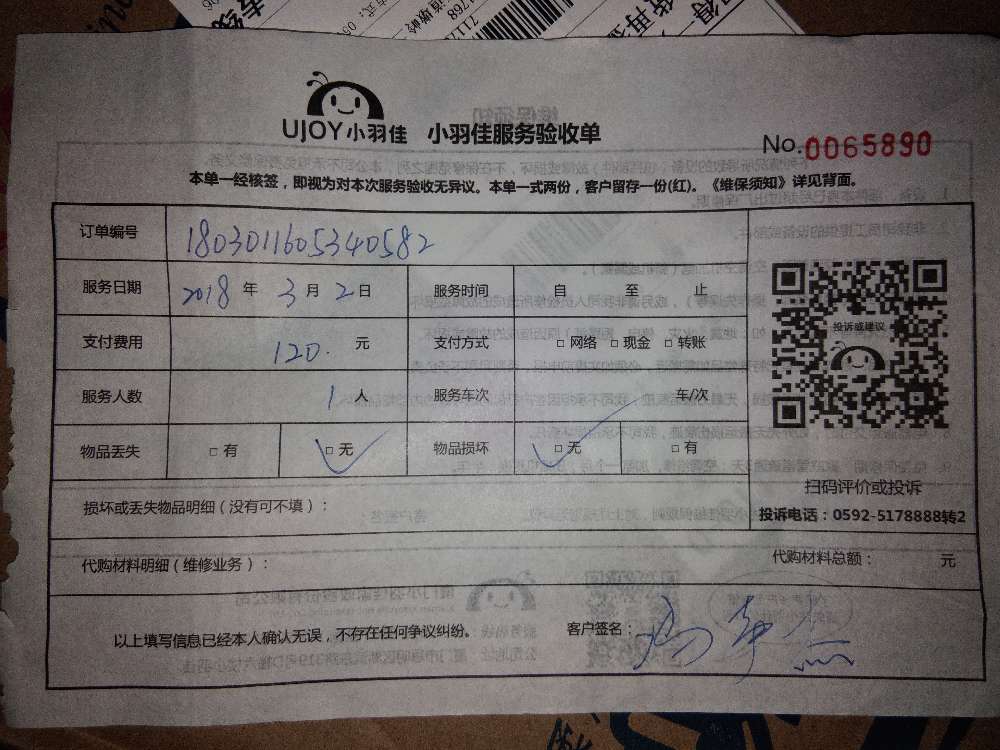 UJOY小羽佳 小羽佳服务验收单
No.0065890
本单一经核签，即视为对本次服务验收无异议。本单一式两份，客户留存一份(红)。《维保须知》详见背面。
订单编号 1803011605340582
服务日期 2018 年 3 月 2 日 服务时间 自 至 止
支付费用 120. 元 支付方式 □ 网络 □ 现金 □ 转账
服务人数 1 人 服务车次 车/次
物品丢失 □ 有 □ 无 物品损坏 □ 无 □ 有
投诉或建议
扫码评价或投诉
投诉电话：0592-5178888转2
损坏或丢失物品明细（没有可不填）：
代购材料明细（维修业务）： 代购材料总额： 元
以上填写信息已经本人确认无误，不存在任何争议纠纷。 客户签名：